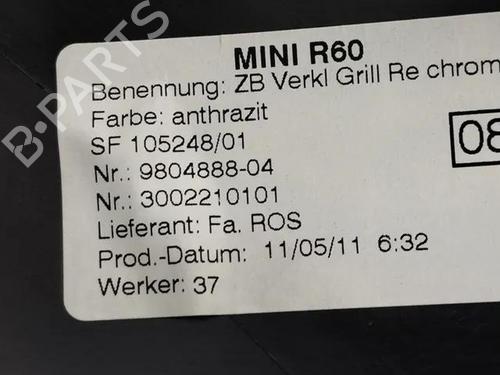 MINI R60
Benennung: ZB Verkl Grill Re chrom
Farbe: anthrazit
SF 105248/01
08
Nr.: 9804888-04
Nr.: 3002210101
Lieferant: Fa. ROS
Prod.-Datum: 11/05/11 6:32
Werker: 37
B-PARTS